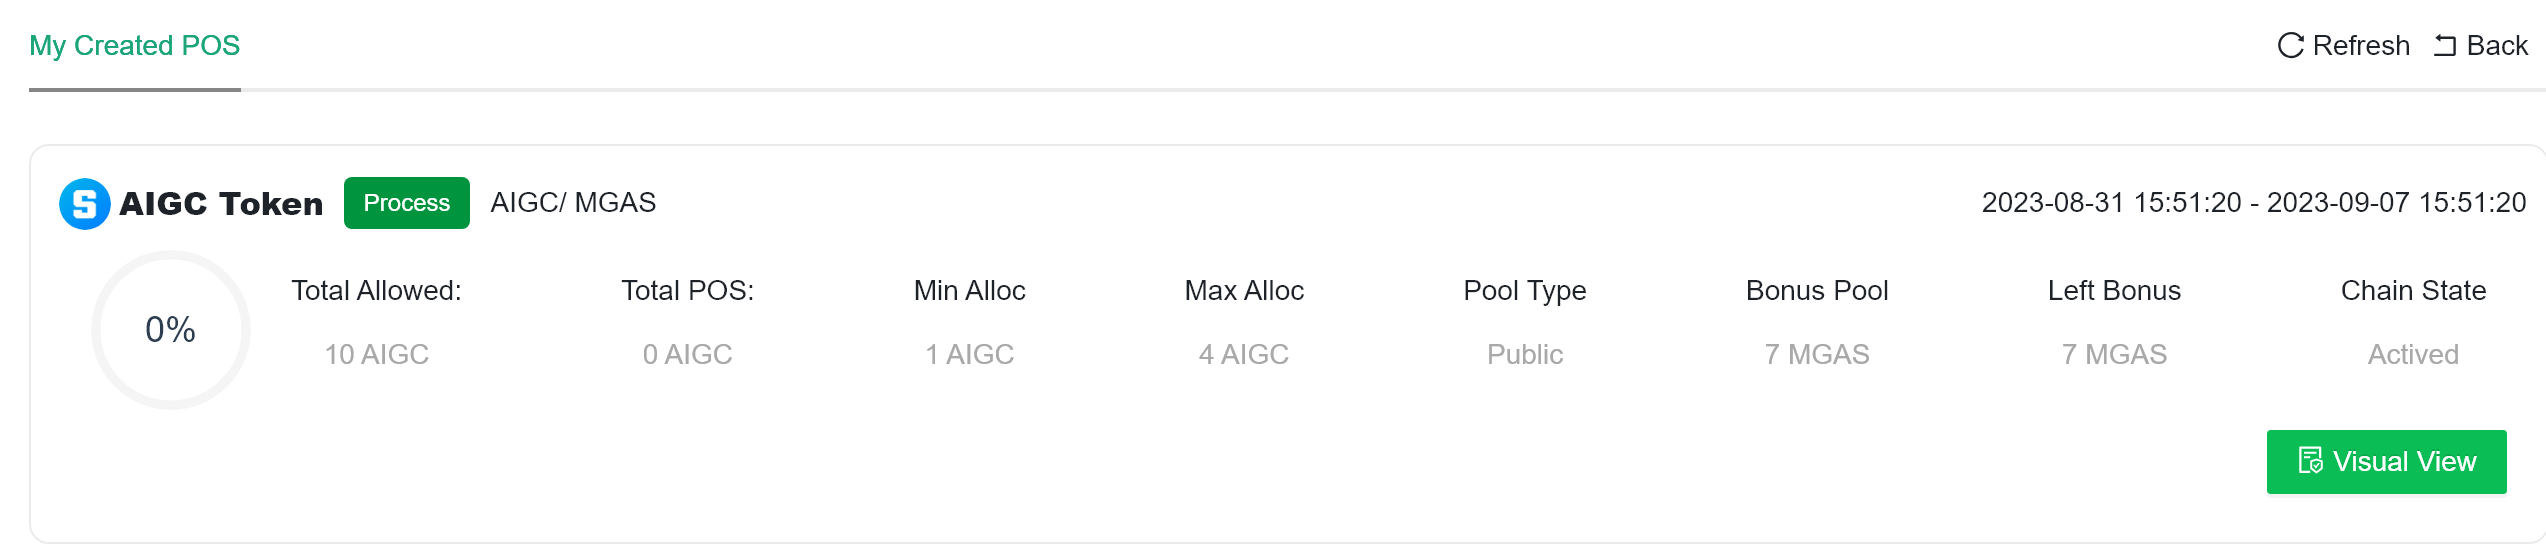 My Created POS
Refresh Back
AIGC Token Process AIGC/ MGAS 2023-08-31 15:51:20 - 2023-09-07 15:51:20
0%
Total Allowed: Total POS: Min Alloc Max Alloc Pool Type Bonus Pool Left Bonus Chain State
10 AIGC 0 AIGC 1 AIGC 4 AIGC Public 7 MGAS 7 MGAS Actived
Visual View